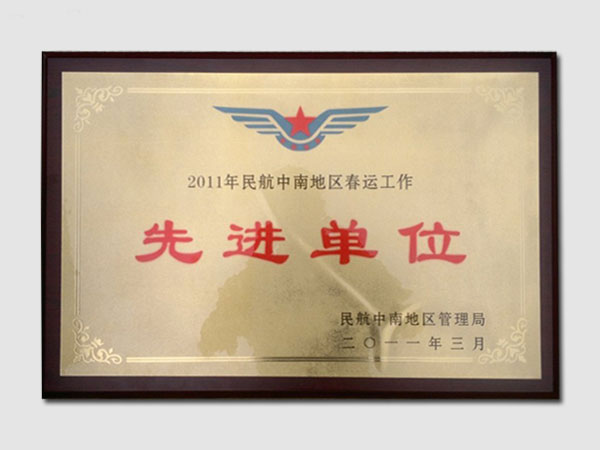 2011年民航中南地区春运工作
先进单位
民航中南地区管理局
二〇一一年三月